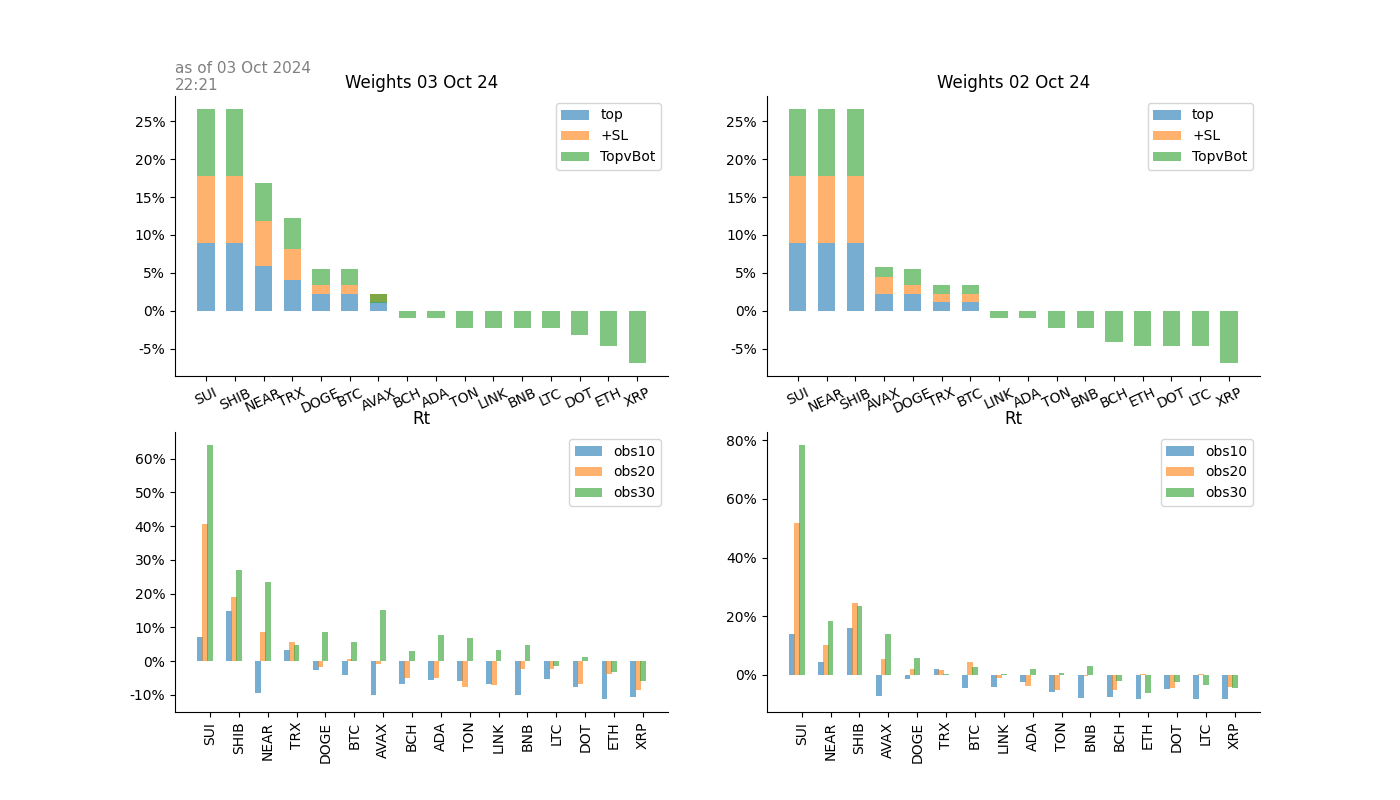 as of 03 Oct 2024
22:21
Weights 03 Oct 24
25%
20%
15%
10%
5%
0%
-5%
top
+SL
TopvBot
SUI SHIB NEAR TRX DOGE BTC AVAX BCH ADA TON LINK BNB LTC DOT ETH XRP
Weights 02 Oct 24
25%
20%
15%
10%
5%
0%
-5%
top
+SL
TopvBot
SUI NEAR SHIB AVAX DOGE TRX BTC LINK ADA TON BNB BCH ETH DOT LTC XRP
Rt
60%
50%
40%
30%
20%
10%
0%
-10%
obs10
obs20
obs30
SUI SHIB NEAR TRX DOGE BTC AVAX BCH ADA TON LINK BNB LTC DOT ETH XRP
Rt
80%
60%
40%
20%
0%
obs10
obs20
obs30
SUI NEAR SHIB AVAX DOGE TRX BTC LINK ADA TON BNB BCH ETH DOT LTC XRP